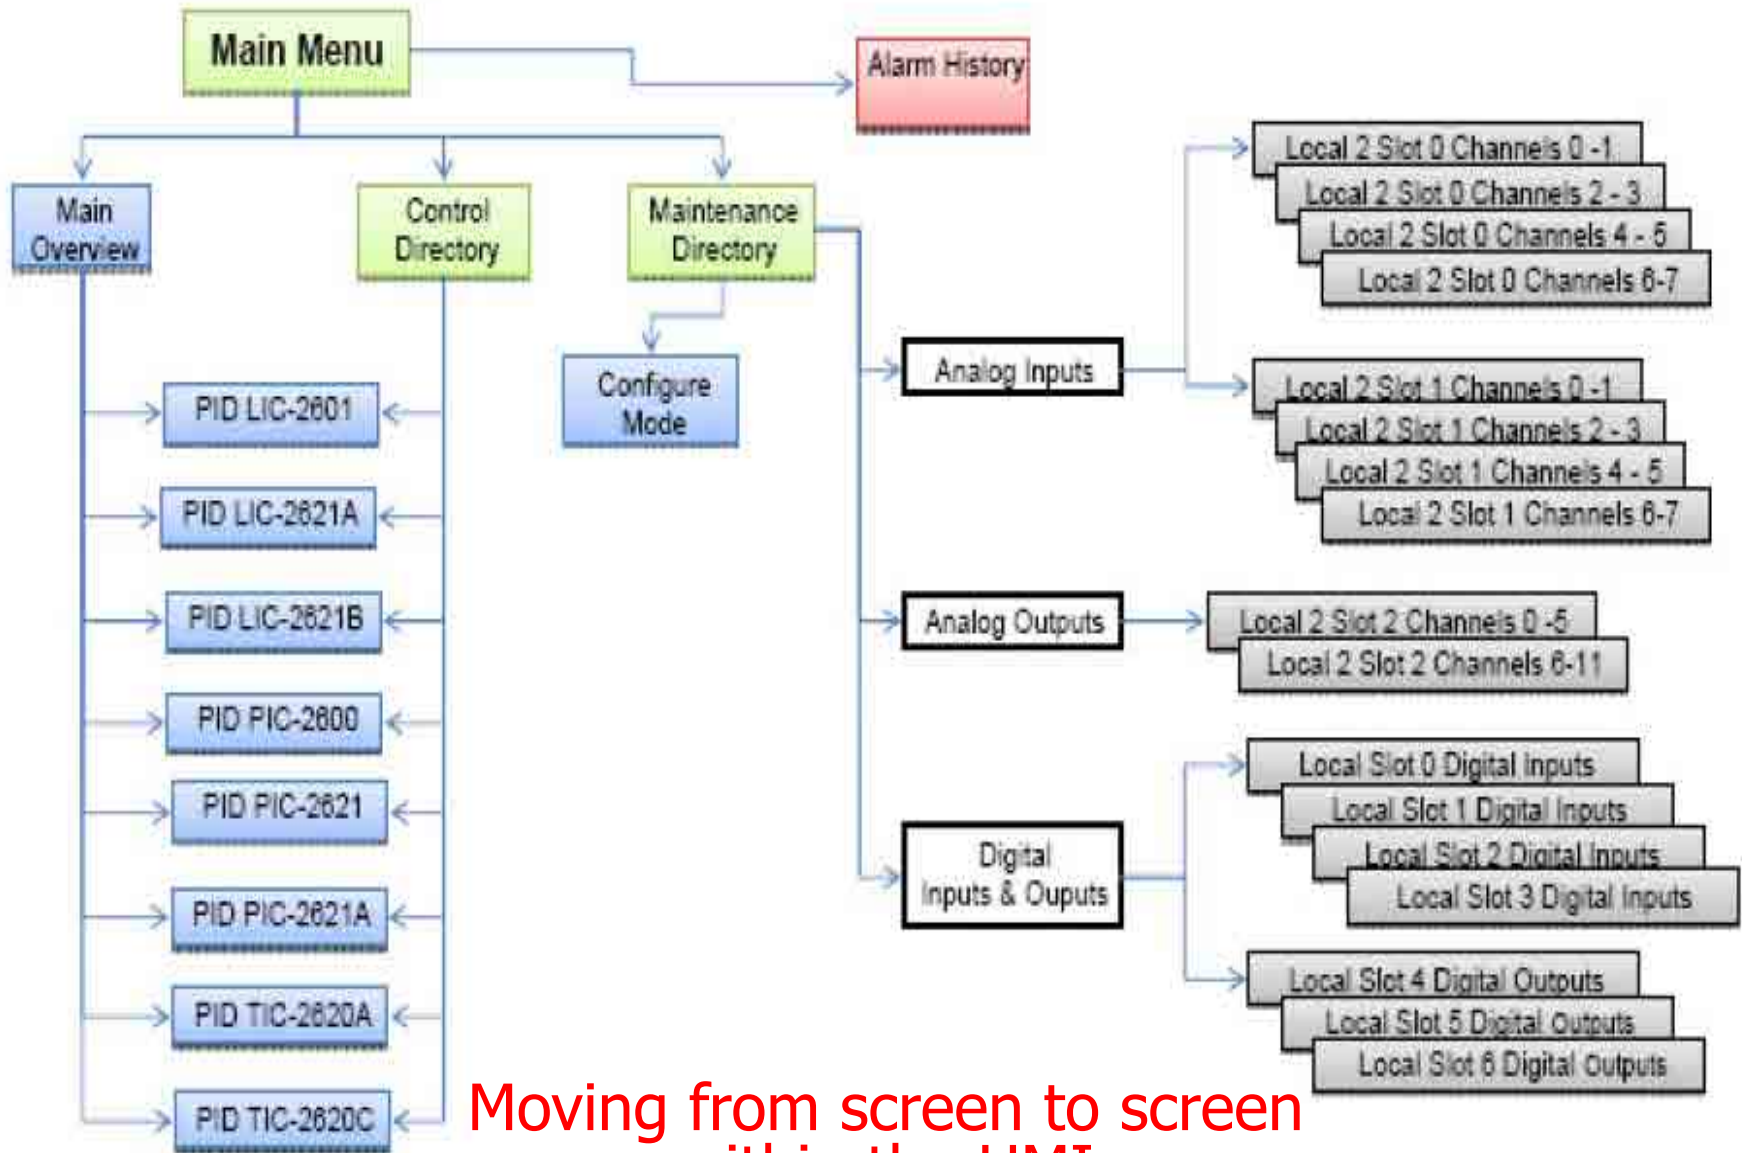 Main Menu
Alarm History
Main
Overview
Control
Directory
Maintenance
Directory
Configure
Mode
PID LIC-2601
PID LIC-2621A
PID LIC-2621B
PID PIC-2600
PID PIC-2621
PID PIC-2621A
PID TIC-2620A
PID TIC-2620C
Analog Inputs
Local 2 Slot 0 Channels 0 -1
Local 2 Slot 0 Channels 2 - 3
Local 2 Slot 0 Channels 4 - 5
Local 2 Slot 0 Channels 6-7
Local 2 Slot 1 Channels 0 -1
Local 2 Slot 1 Channels 2 - 3
Local 2 Slot 1 Channels 4 - 5
Local 2 Slot 1 Channels 6-7
Analog Outputs
Local 2 Slot 2 Channels 0 -5
Local 2 Slot 2 Channels 6-11
Digital
Inputs & Ouputs
Local Slot 0 Digital Inputs
Local Slot 1 Digital Inputs
Local Slot 2 Digital Inputs
Local Slot 3 Digital Inputs
Local Slot 4 Digital Outputs
Local Slot 5 Digital Outputs
Local Slot 6 Digital Outputs
Moving from screen to screen
within the HMI